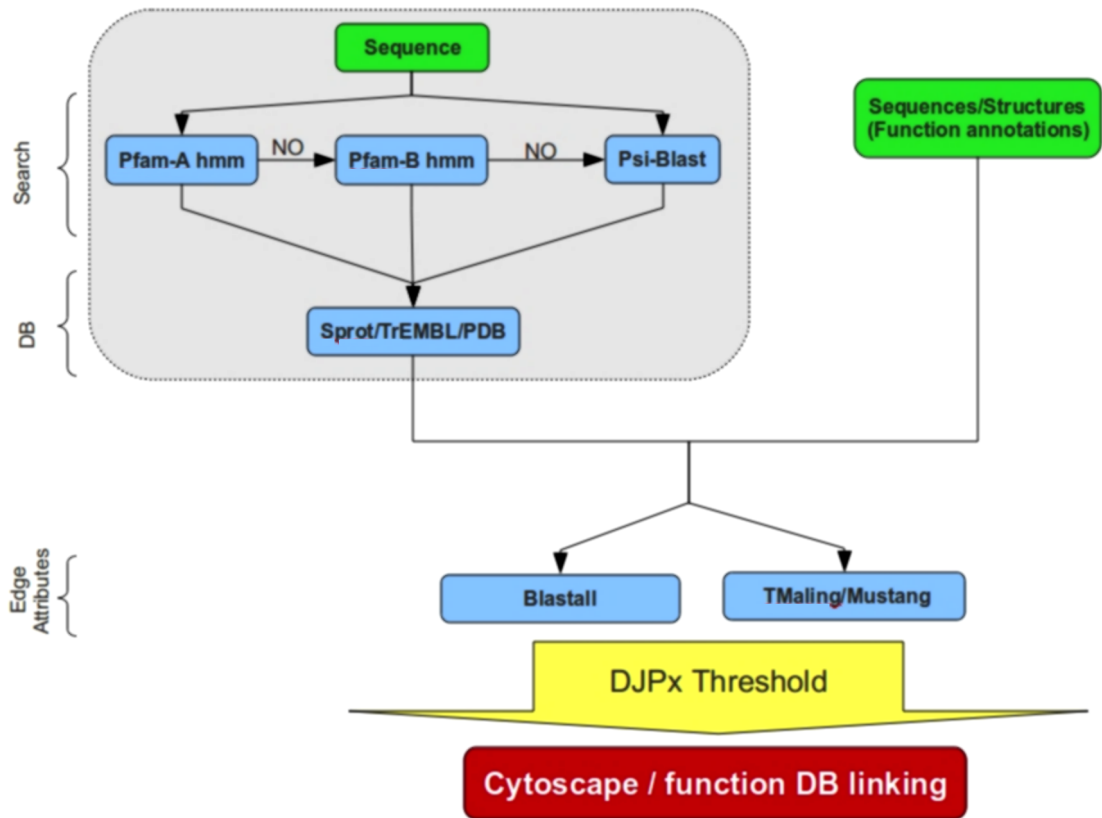 Sequence
Sequences/Structures
(Function annotations)
Search
Pfam-A hmm
NO
Pfam-B hmm
NO
Psi-Blast
DB
Sprot/TrEMBL/PDB
Edge
Attributes
Blastall
TMaling/Mustang
DJPx Threshold
Cytoscape / function DB linking